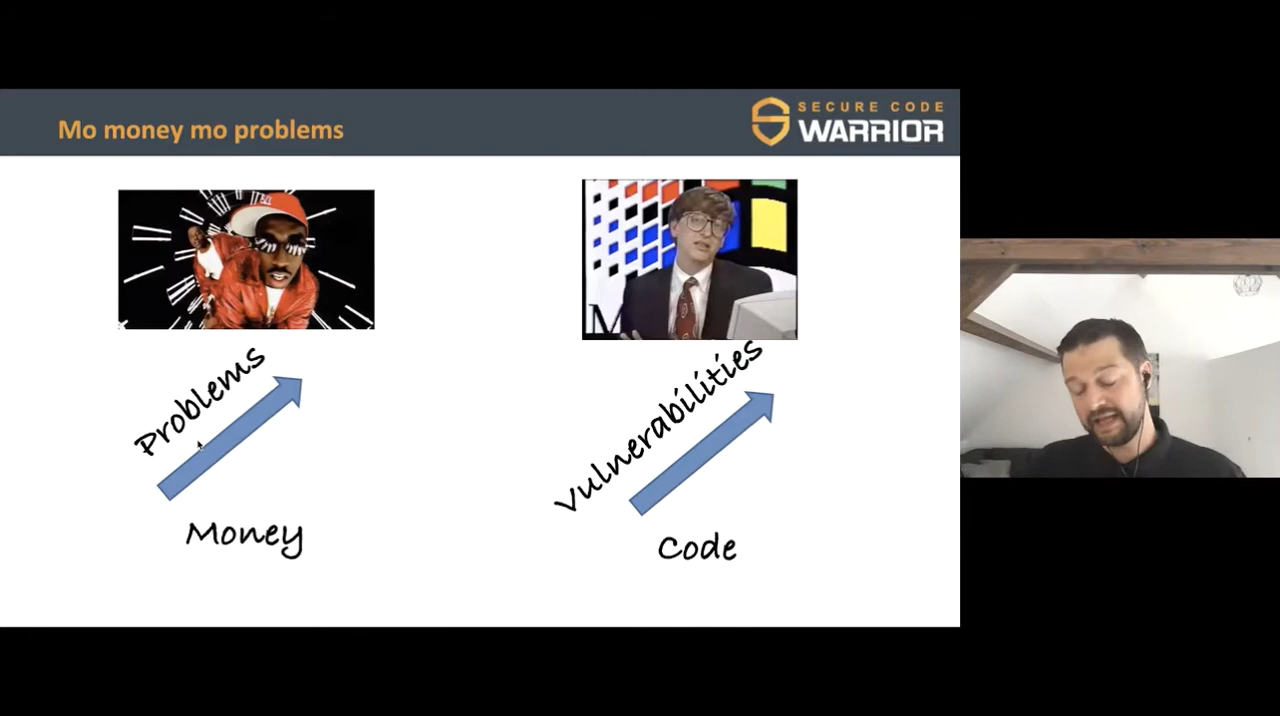 Mo money mo problems
SECURE CODE
WARRIOR
M
Problems
Money
Vulnerabilities
Code